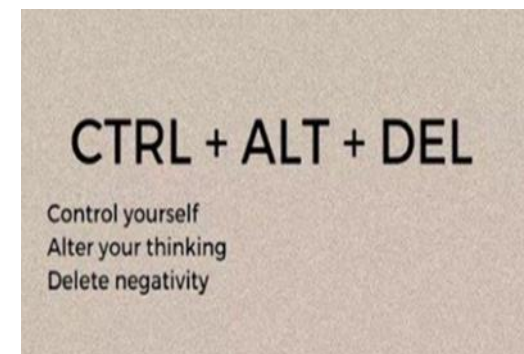 CTRL + ALT + DEL
Control yourself
Alter your thinking
Delete negativity